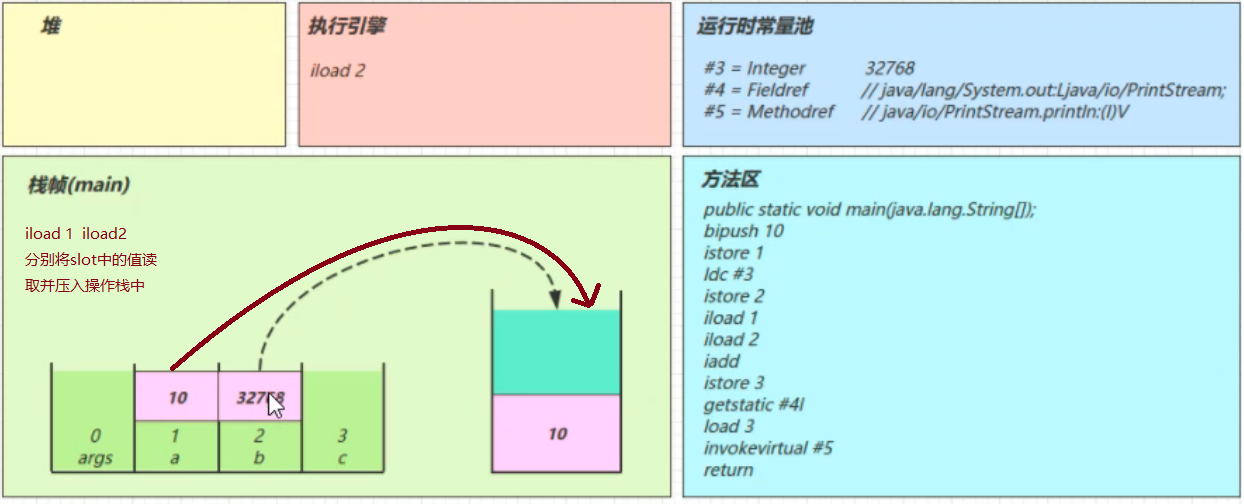 堆
执行引擎
iload 2
运行时常量池
#3 = Integer 32768
#4 = Fieldref // java/lang/System.out:Ljava/io/PrintStream;
#5 = Methodref // java/io/PrintStream.println:(I)V
栈帧(main)
iload 1 iload2
分别将slot中的值读
取并压入操作栈中
10 32768
0 1 2 3
args a b c
10
方法区
public static void main(java.lang.String[]);
bipush 10
istore 1
ldc #3
istore 2
iload 1
iload 2
iadd
istore 3
getstatic #4l
load 3
invokevirtual #5
return